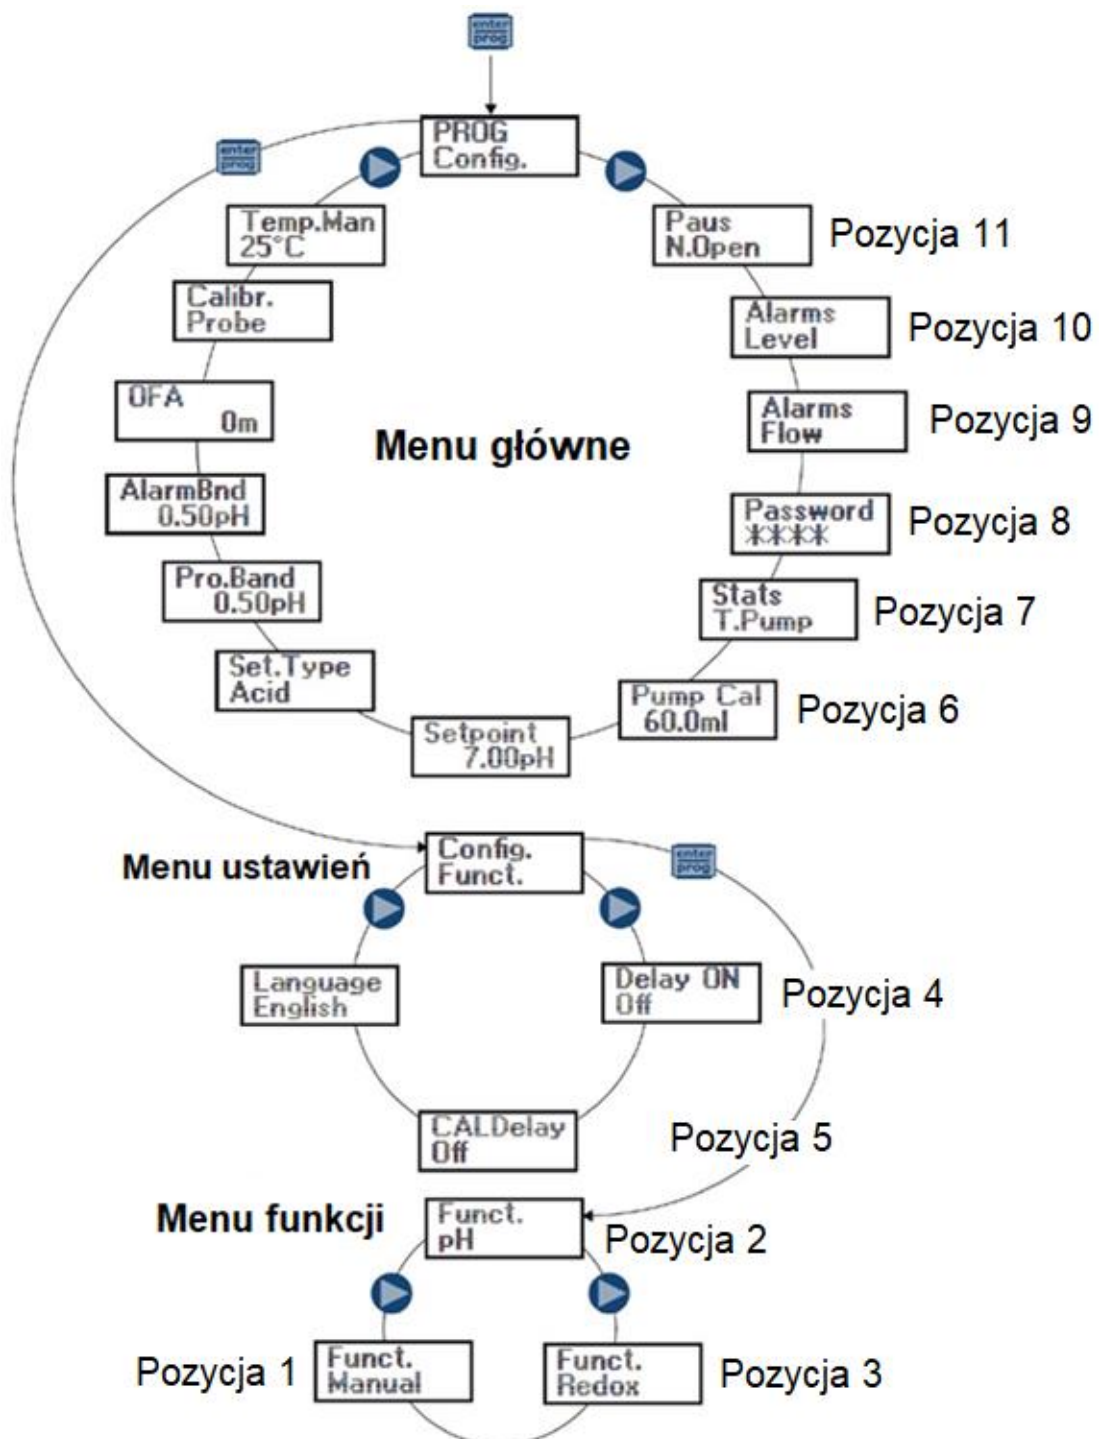 enter
prog
PROG
Config.
enter
prog
Temp.Man
25°C
Paus
N.Open
Pozycja 11
Calibr.
Probe
Alarms
Level
Pozycja 10
OFA
0m
Menu główne
Alarms
Flow
Pozycja 9
AlarmBnd
0.50pH
Password
****
Pozycja 8
Pro.Band
0.50pH
Stats
T.Pump
Pozycja 7
Set.Type
Acid
Pump Cal
60.0ml
Pozycja 6
Setpoint
7.00pH
Menu ustawień
Config.
Funct.
enter
prog
Language
English
Delay ON
Off
Pozycja 4
CALDelay
Off
Pozycja 5
Menu funkcji
Funct.
pH
Pozycja 2
Pozycja 1
Funct.
Manual
Funct.
Redox
Pozycja 3